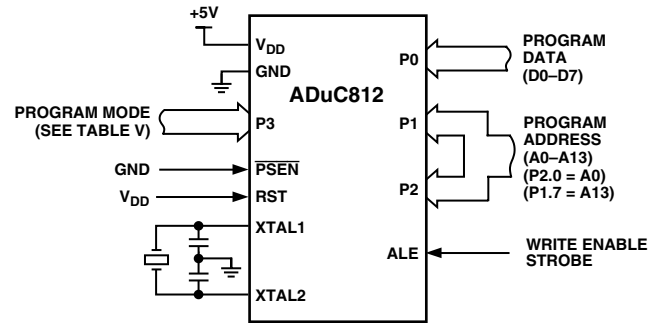 +5V
V_DD
GND
PROGRAM MODE
(SEE TABLE V)
P3
GND
PSEN
V_DD
RST
XTAL1
XTAL2
ADuC812
P0
PROGRAM
DATA
(D0–D7)
P1
P2
PROGRAM
ADDRESS
(A0–A13)
(P2.0 = A0)
(P1.7 = A13)
ALE
WRITE ENABLE
STROBE